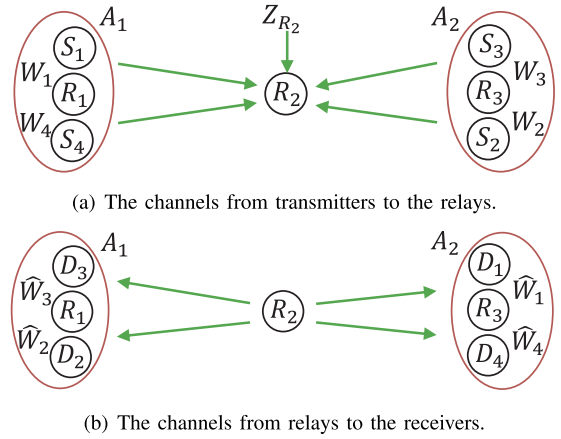 A₁ Z_{R₂} A₂
S₁ S₃
W₁ W₃
R₁ R₂ R₃
W₄ W₂
S₄ S₂
(a) The channels from transmitters to the relays.
A₁ A₂
D₃ D₁
Ŵ₃ Ŵ₁
R₁ R₂ R₃
Ŵ₂ Ŵ₄
D₂ D₄
(b) The channels from relays to the receivers.